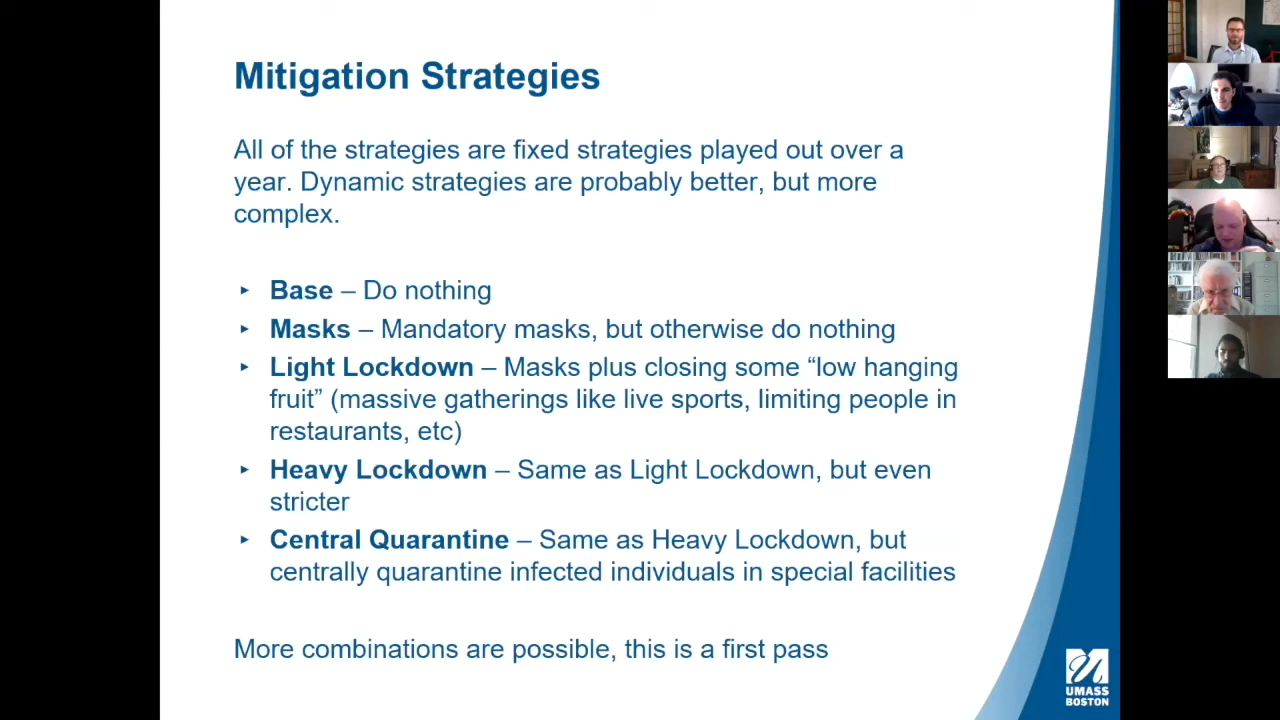 Mitigation Strategies
All of the strategies are fixed strategies played out over a
year. Dynamic strategies are probably better, but more
complex.
‣ Base – Do nothing
‣ Masks – Mandatory masks, but otherwise do nothing
‣ Light Lockdown – Masks plus closing some “low hanging
fruit” (massive gatherings like live sports, limiting people in
restaurants, etc)
‣ Heavy Lockdown – Same as Light Lockdown, but even
stricter
‣ Central Quarantine – Same as Heavy Lockdown, but
centrally quarantine infected individuals in special facilities
More combinations are possible, this is a first pass
UMASS
BOSTON